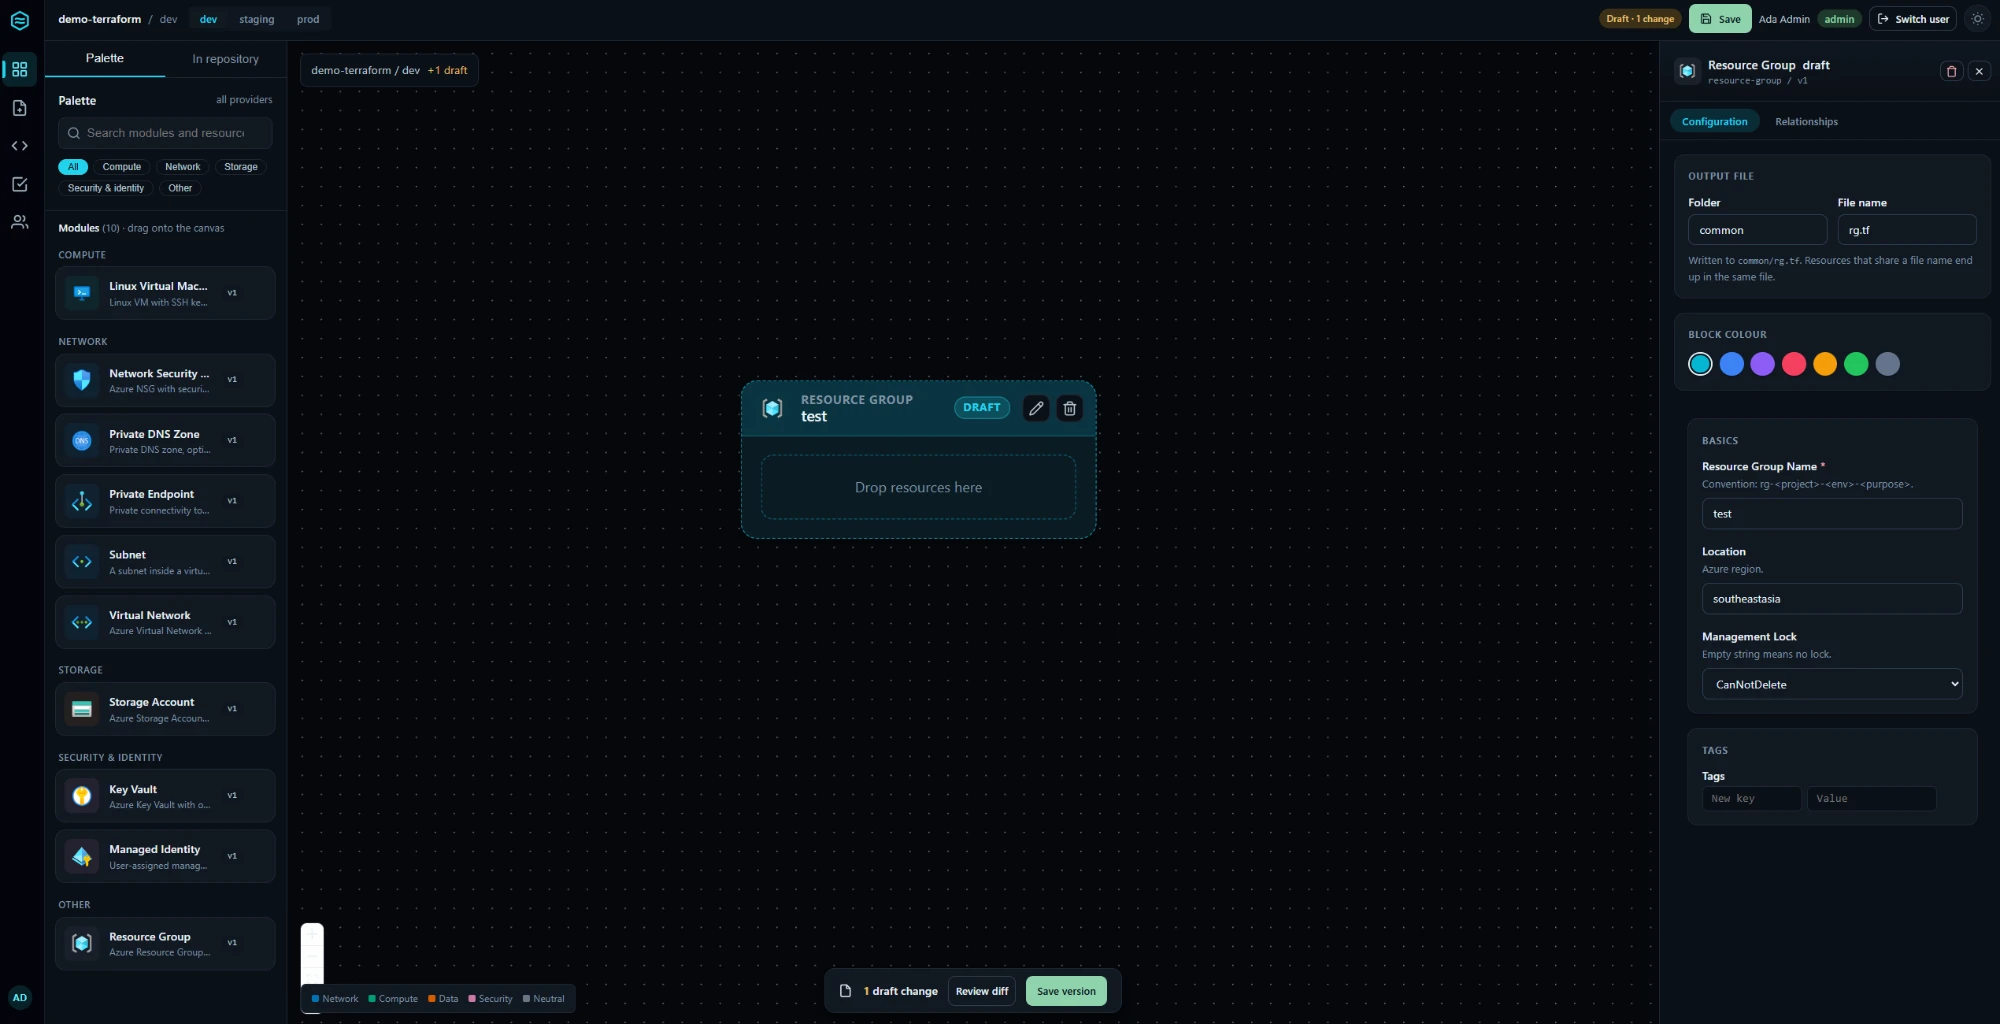 demo-terraform / dev
dev
staging
prod
Draft · 1 change
Save
Ada Admin
admin
Switch user
Palette
In repository
Palette
all providers
Search modules and resourc
All
Compute
Network
Storage
Security & identity
Other
Modules (10) · drag onto the canvas
COMPUTE
Linux Virtual Mac...
Linux VM with SSH ke...
v1
NETWORK
Network Security ...
Azure NSG with securi...
v1
DNS
Private DNS Zone
Private DNS zone, opti...
v1
Private Endpoint
Private connectivity to...
v1
Subnet
A subnet inside a virtu...
v1
Virtual Network
Azure Virtual Network ...
v1
STORAGE
Storage Account
Azure Storage Accoun...
v1
SECURITY & IDENTITY
Key Vault
Azure Key Vault with o...
v1
Managed Identity
User-assigned manag...
v1
OTHER
Resource Group
Azure Resource Group...
v1
AD
demo-terraform / dev +1 draft
RESOURCE GROUP
test
DRAFT
Drop resources here
Network
Compute
Data
Security
Neutral
1 draft change
Review diff
Save version
Resource Group draft
resource-group / v1
Configuration
Relationships
OUTPUT FILE
Folder
File name
common
rg.tf
Written to common/rg.tf. Resources that share a file name end
up in the same file.
BLOCK COLOUR
BASICS
Resource Group Name *
Convention: rg-<project>-<env>-<purpose>.
test
Location
Azure region.
southeastasia
Management Lock
Empty string means no lock.
CanNotDelete
TAGS
Tags
New key
Value